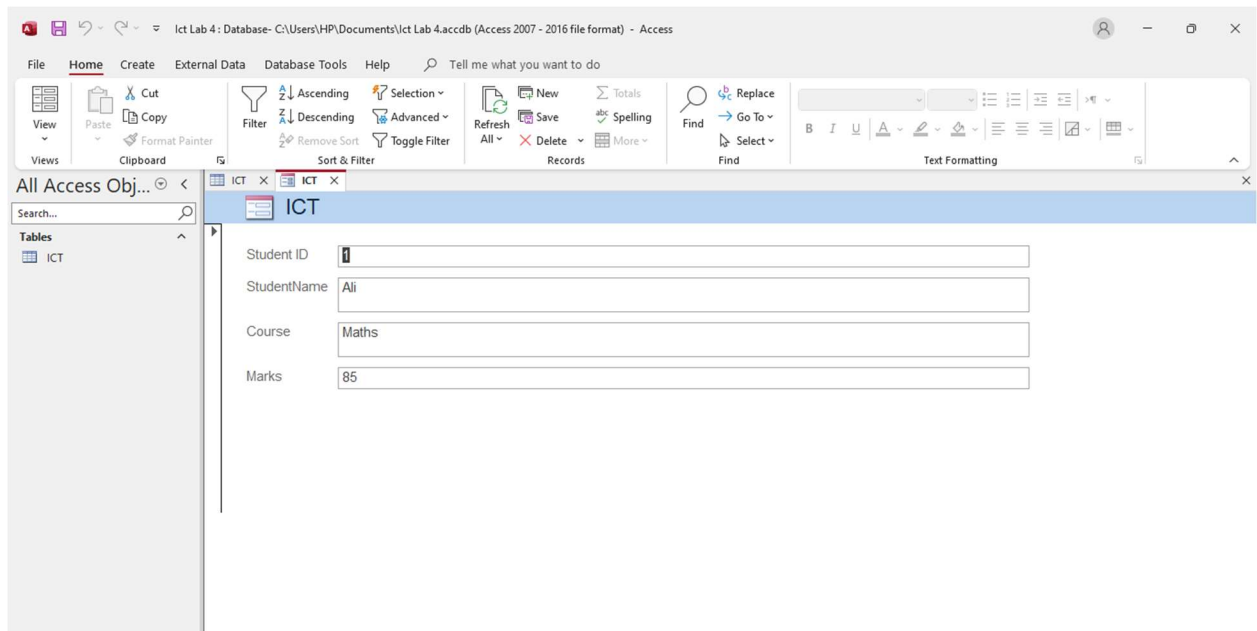 Ict Lab 4 : Database- C:\Users\HP\Documents\Ict Lab 4.accdb (Access 2007 - 2016 file format) - Access
File Home Create External Data Database Tools Help Tell me what you want to do
View
Views
Paste
Cut
Copy
Format Painter
Clipboard
Filter
Ascending
Descending
Remove Sort
Selection
Advanced
Toggle Filter
Sort & Filter
Refresh
All
New
Save
Delete
Totals
Spelling
More
Records
Find
Replace
Go To
Select
Find
B I U A
Text Formatting
All Access Obj...
Search...
Tables
ICT
ICT ICT
ICT
Student ID 1
StudentName Ali
Course Maths
Marks 85